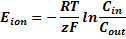 E_ion = − RT/zF ln C_in/C_out